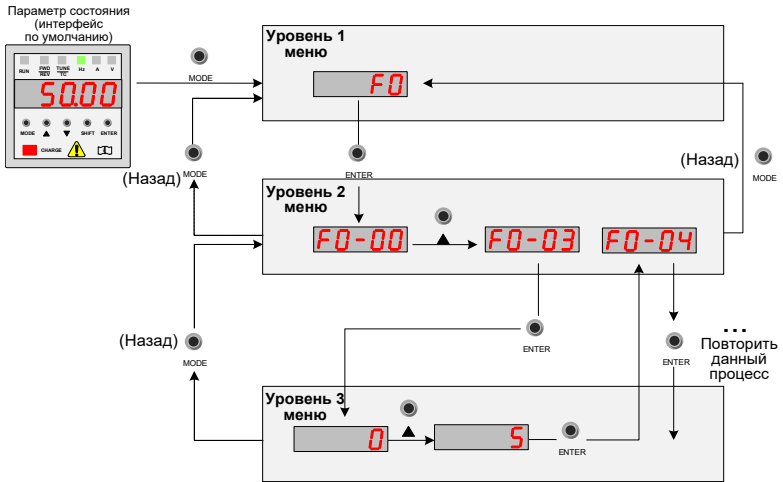 Параметр состояния
(интерфейс
по умолчанию)
RUN FWD REV TUNE TC Hz A V
50.00
MODE SHIFT ENTER
CHARGE
MODE
Уровень 1
меню
F0
(Назад)
MODE
ENTER
(Назад)
MODE
Уровень 2
меню
F0-00
F0-03
F0-04
(Назад)
MODE
ENTER
ENTER
...
Повторить
данный
процесс
Уровень 3
меню
0
5
ENTER